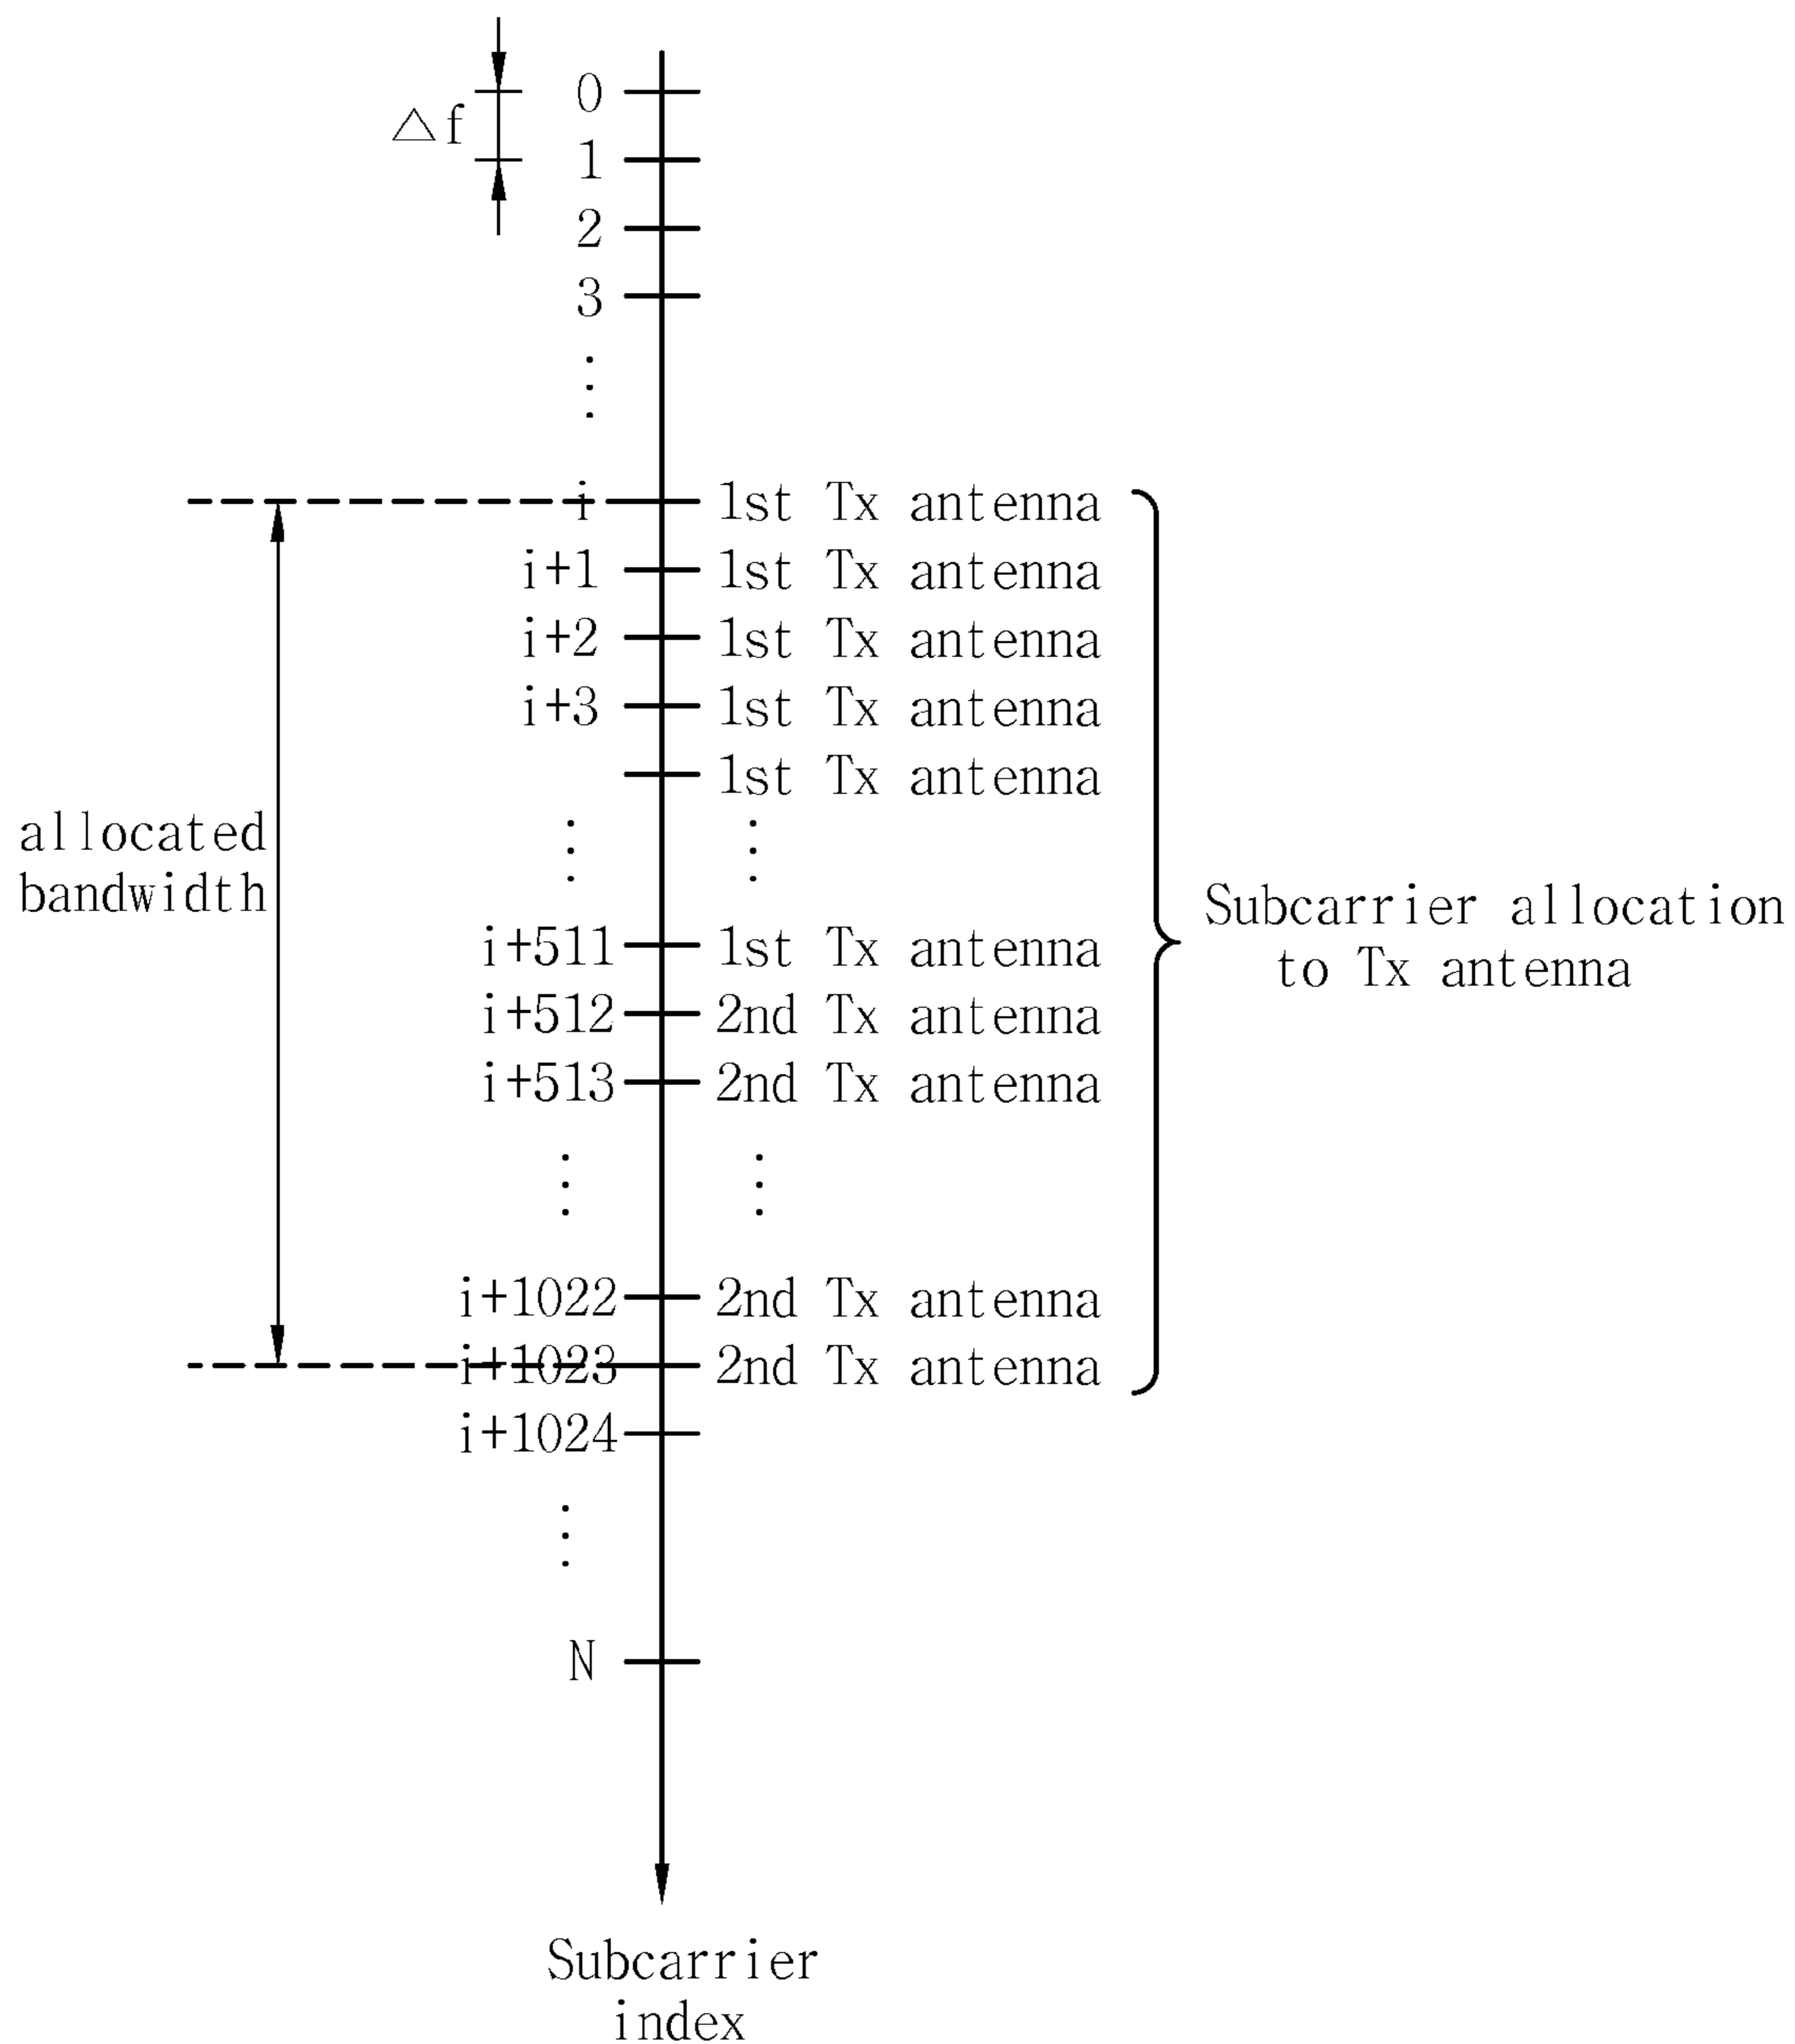 0
△f
1
2
3
⋮
i 1st Tx antenna
i+1 1st Tx antenna
i+2 1st Tx antenna
i+3 1st Tx antenna
1st Tx antenna
⋮ ⋮
allocated
bandwidth
i+511 1st Tx antenna
i+512 2nd Tx antenna
i+513 2nd Tx antenna
⋮ ⋮
i+1022 2nd Tx antenna
i+1023 2nd Tx antenna
Subcarrier allocation
to Tx antenna
i+1024
⋮
N
Subcarrier
index